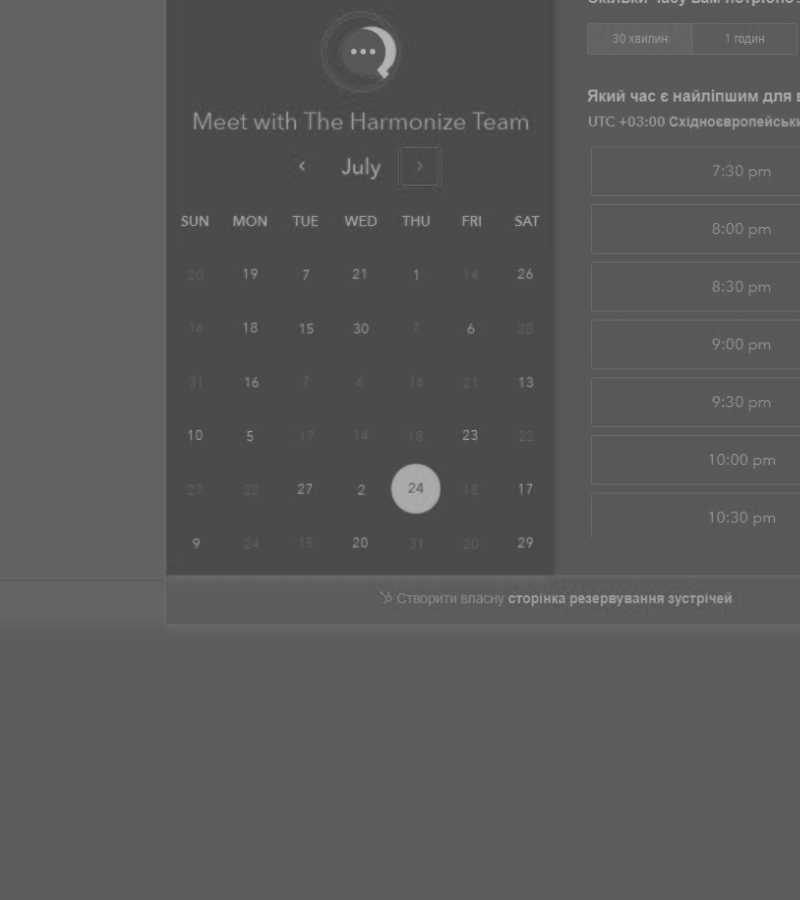 Скільки часу вам потрібно?
30 хвилин 1 годин
Meet with The Harmonize Team
July
SUN MON TUE WED THU FRI SAT
20 19 7 21 1 14 26
16 18 15 30 7 6 28
31 16 7 6 16 21 13
10 5 17 14 18 23 22
27 22 27 2 24 18 17
9 24 15 20 31 20 29
Який час є найліпшим для
UTC +03:00 Східноєвропейськи
7:30 pm
8:00 pm
8:30 pm
9:00 pm
9:30 pm
10:00 pm
10:30 pm
Створити власну сторінка резервування зустрічей